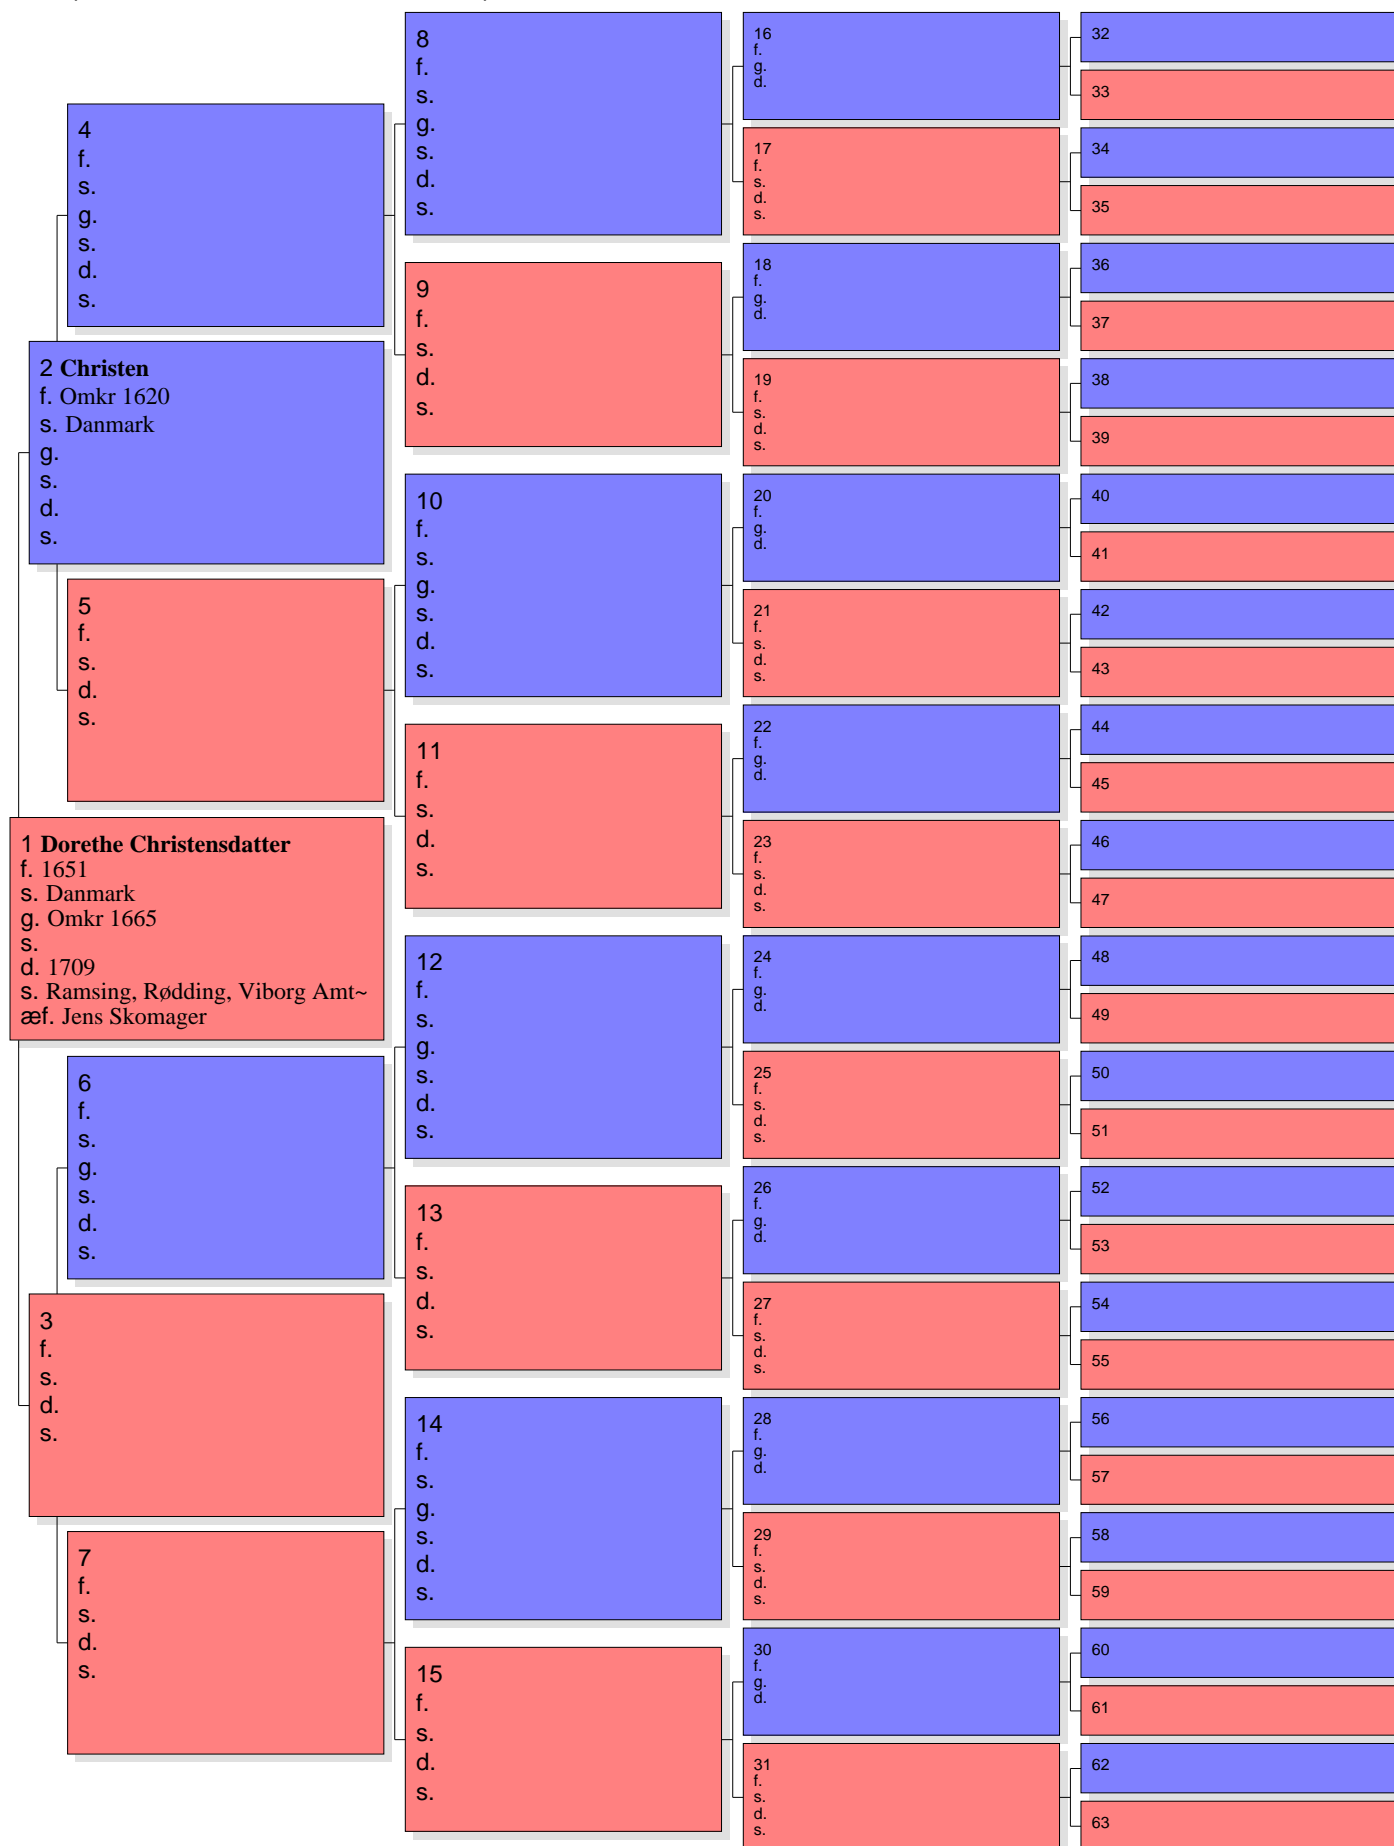 8
f.
s.
g.
s.
d.
s.
4
f.
s.
g.
s.
d.
s.
9
f.
s.
d.
s.
2 Christen
f. Omkr 1620
s. Danmark
g.
s.
d.
s.
10
f.
s.
g.
s.
d.
s.
5
f.
s.
d.
s.
11
f.
s.
d.
s.
1 Dorethe Christensdatter
f. 1651
s. Danmark
g. Omkr 1665
s.
d. 1709
s. Ramsing, Rødding, Viborg Amt~
æf. Jens Skomager
12
f.
s.
g.
s.
d.
s.
6
f.
s.
g.
s.
d.
s.
13
f.
s.
d.
s.
3
f.
s.
d.
s.
14
f.
s.
g.
s.
d.
s.
7
f.
s.
d.
s.
15
f.
s.
d.
s.
16
f.
g.
d.
17
f.
s.
d.
s.
18
f.
g.
d.
19
f.
s.
d.
s.
20
f.
g.
d.
21
f.
s.
d.
s.
22
f.
g.
d.
23
f.
s.
d.
s.
24
f.
g.
d.
25
f.
s.
d.
s.
26
f.
g.
d.
27
f.
s.
d.
s.
28
f.
g.
d.
29
f.
s.
d.
s.
30
f.
g.
d.
31
f.
s.
d.
s.
32
33
34
35
36
37
38
39
40
41
42
43
44
45
46
47
48
49
50
51
52
53
54
55
56
57
58
59
60
61
62
63